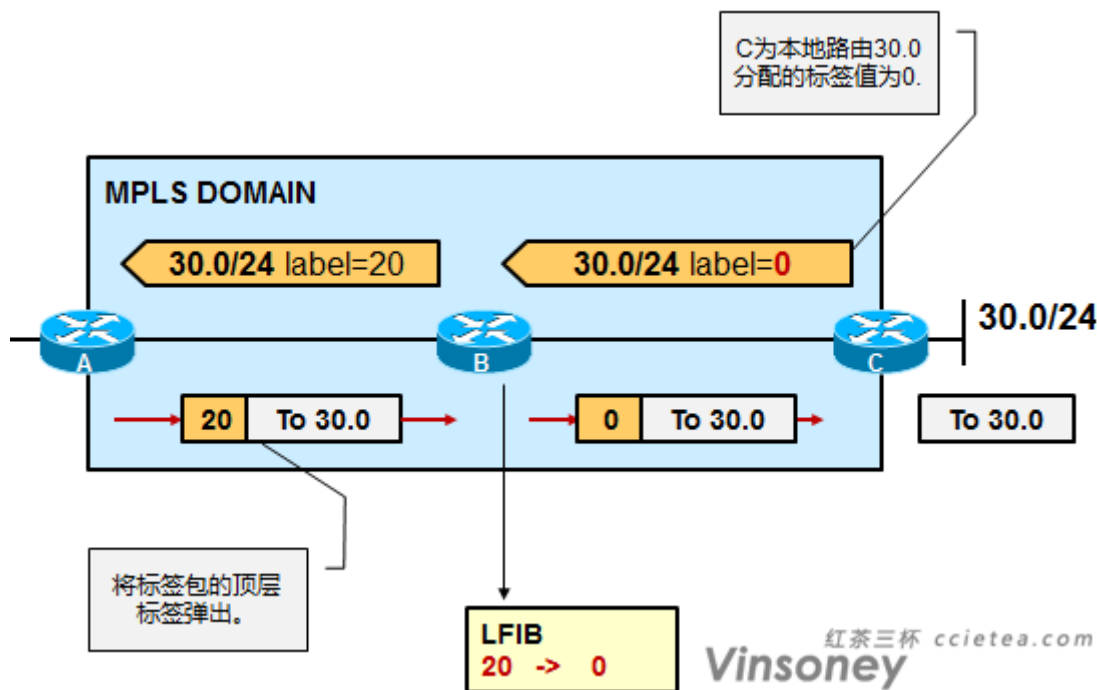 C为本地路由30.0
分配的标签值为0.
MPLS DOMAIN
30.0/24 label=20
30.0/24 label=0
A
B
C
30.0/24
20 To 30.0
0 To 30.0
To 30.0
将标签包的顶层
标签弹出。
LFIB
20 -> 0
红茶三杯 ccietea.com
Vinsoney